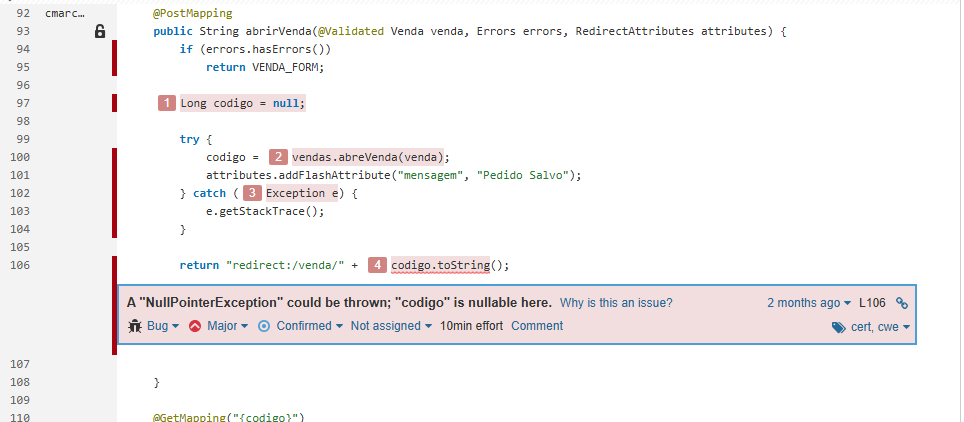 92 cmarc… @PostMapping
93 public String abrirVenda(@Validated Venda venda, Errors errors, RedirectAttributes attributes) {
94 if (errors.hasErrors())
95 return VENDA_FORM;
96
97 1 Long codigo = null;
98
99 try {
100 codigo = 2 vendas.abreVenda(venda);
101 attributes.addFlashAttribute("mensagem", "Pedido Salvo");
102 } catch ( 3 Exception e) {
103 e.getStackTrace();
104 }
105
106 return "redirect:/venda/" + 4 codigo.toString();
A "NullPointerException" could be thrown; "codigo" is nullable here. Why is this an issue? 2 months ago L106
Bug Major Confirmed Not assigned 10min effort Comment cert, cwe
107
108 }
109
110 @GetMapping("{codigo}")